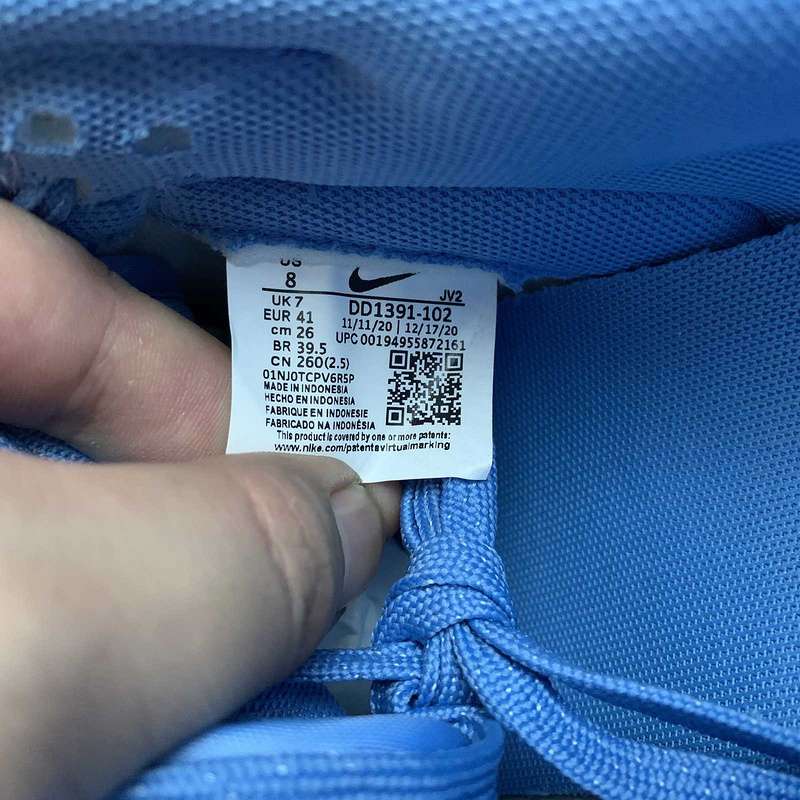 US
8
JV2
UK 7
DD1391-102
EUR 41
11/11/20 | 12/17/20
cm 26
UPC 00194955872161
BR 39.5
CN 260(2.5)
01NJ0TCPV6R5P
MADE IN INDONESIA
HECHO EN INDONESIA
FABRIQUE EN INDONESIE
FABRICADO NA INDONÉSIA
This product is covered by one or more patents:
www.nike.com/patentsvirtualmarking